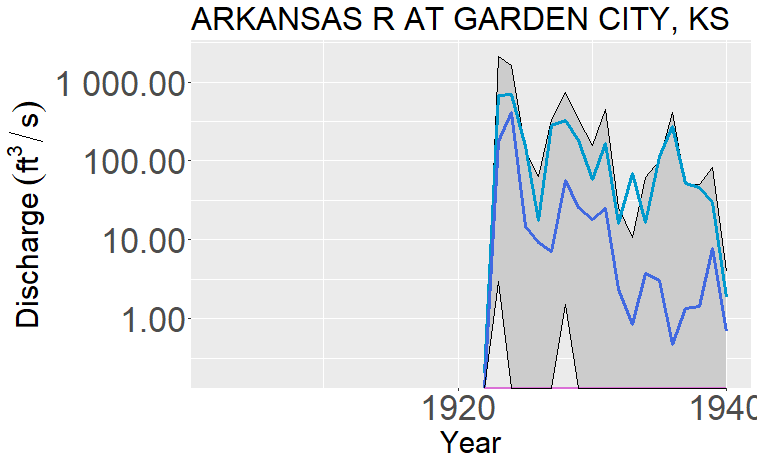 ARKANSAS R AT GARDEN CITY, KS
Discharge (ft³/s)
1 000.00
100.00
10.00
1.00
1920
1940
Year